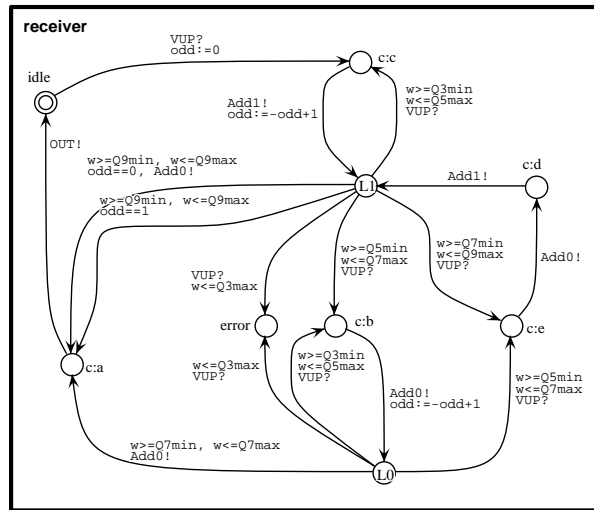 receiver
VUP?
odd:=0
idle
c:c
w>=Q3min
w<=Q5max
VUP?
Add1!
odd:=-odd+1
OUT!
w>=Q9min, w<=Q9max
odd==0, Add0!
c:d
L1
Add1!
w>=Q9min, w<=Q9max
odd==1
w>=Q5min
w<=Q7max
VUP?
w>=Q7min
w<=Q9max
VUP?
Add0!
VUP?
w<=Q3max
error
c:b
c:e
c:a
w<=Q3max
VUP?
w>=Q3min
w<=Q5max
VUP?
Add0!
odd:=-odd+1
w>=Q5min
w<=Q7max
VUP?
w>=Q7min, w<=Q7max
Add0!
L0